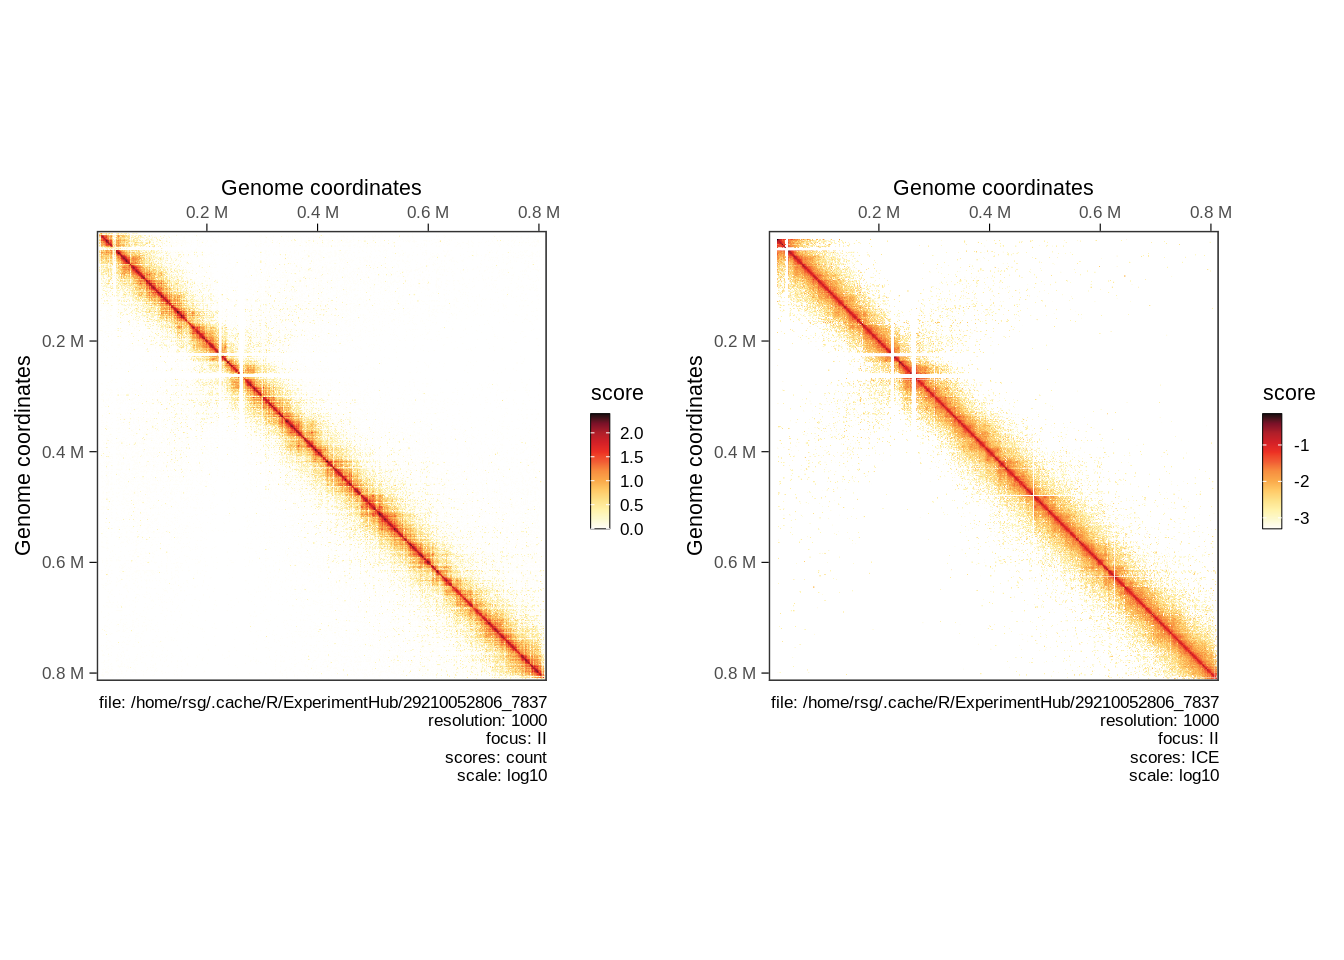 Genome coordinates
0.2 M 0.4 M 0.6 M 0.8 M
Genome coordinates
0.2 M
0.4 M
0.6 M
0.8 M
score
2.0
1.5
1.0
0.5
0.0
file: /home/rsg/.cache/R/ExperimentHub/29210052806_7837
resolution: 1000
focus: II
scores: count
scale: log10
Genome coordinates
0.2 M 0.4 M 0.6 M 0.8 M
Genome coordinates
0.2 M
0.4 M
0.6 M
0.8 M
score
-1
-2
-3
file: /home/rsg/.cache/R/ExperimentHub/29210052806_7837
resolution: 1000
focus: II
scores: ICE
scale: log10